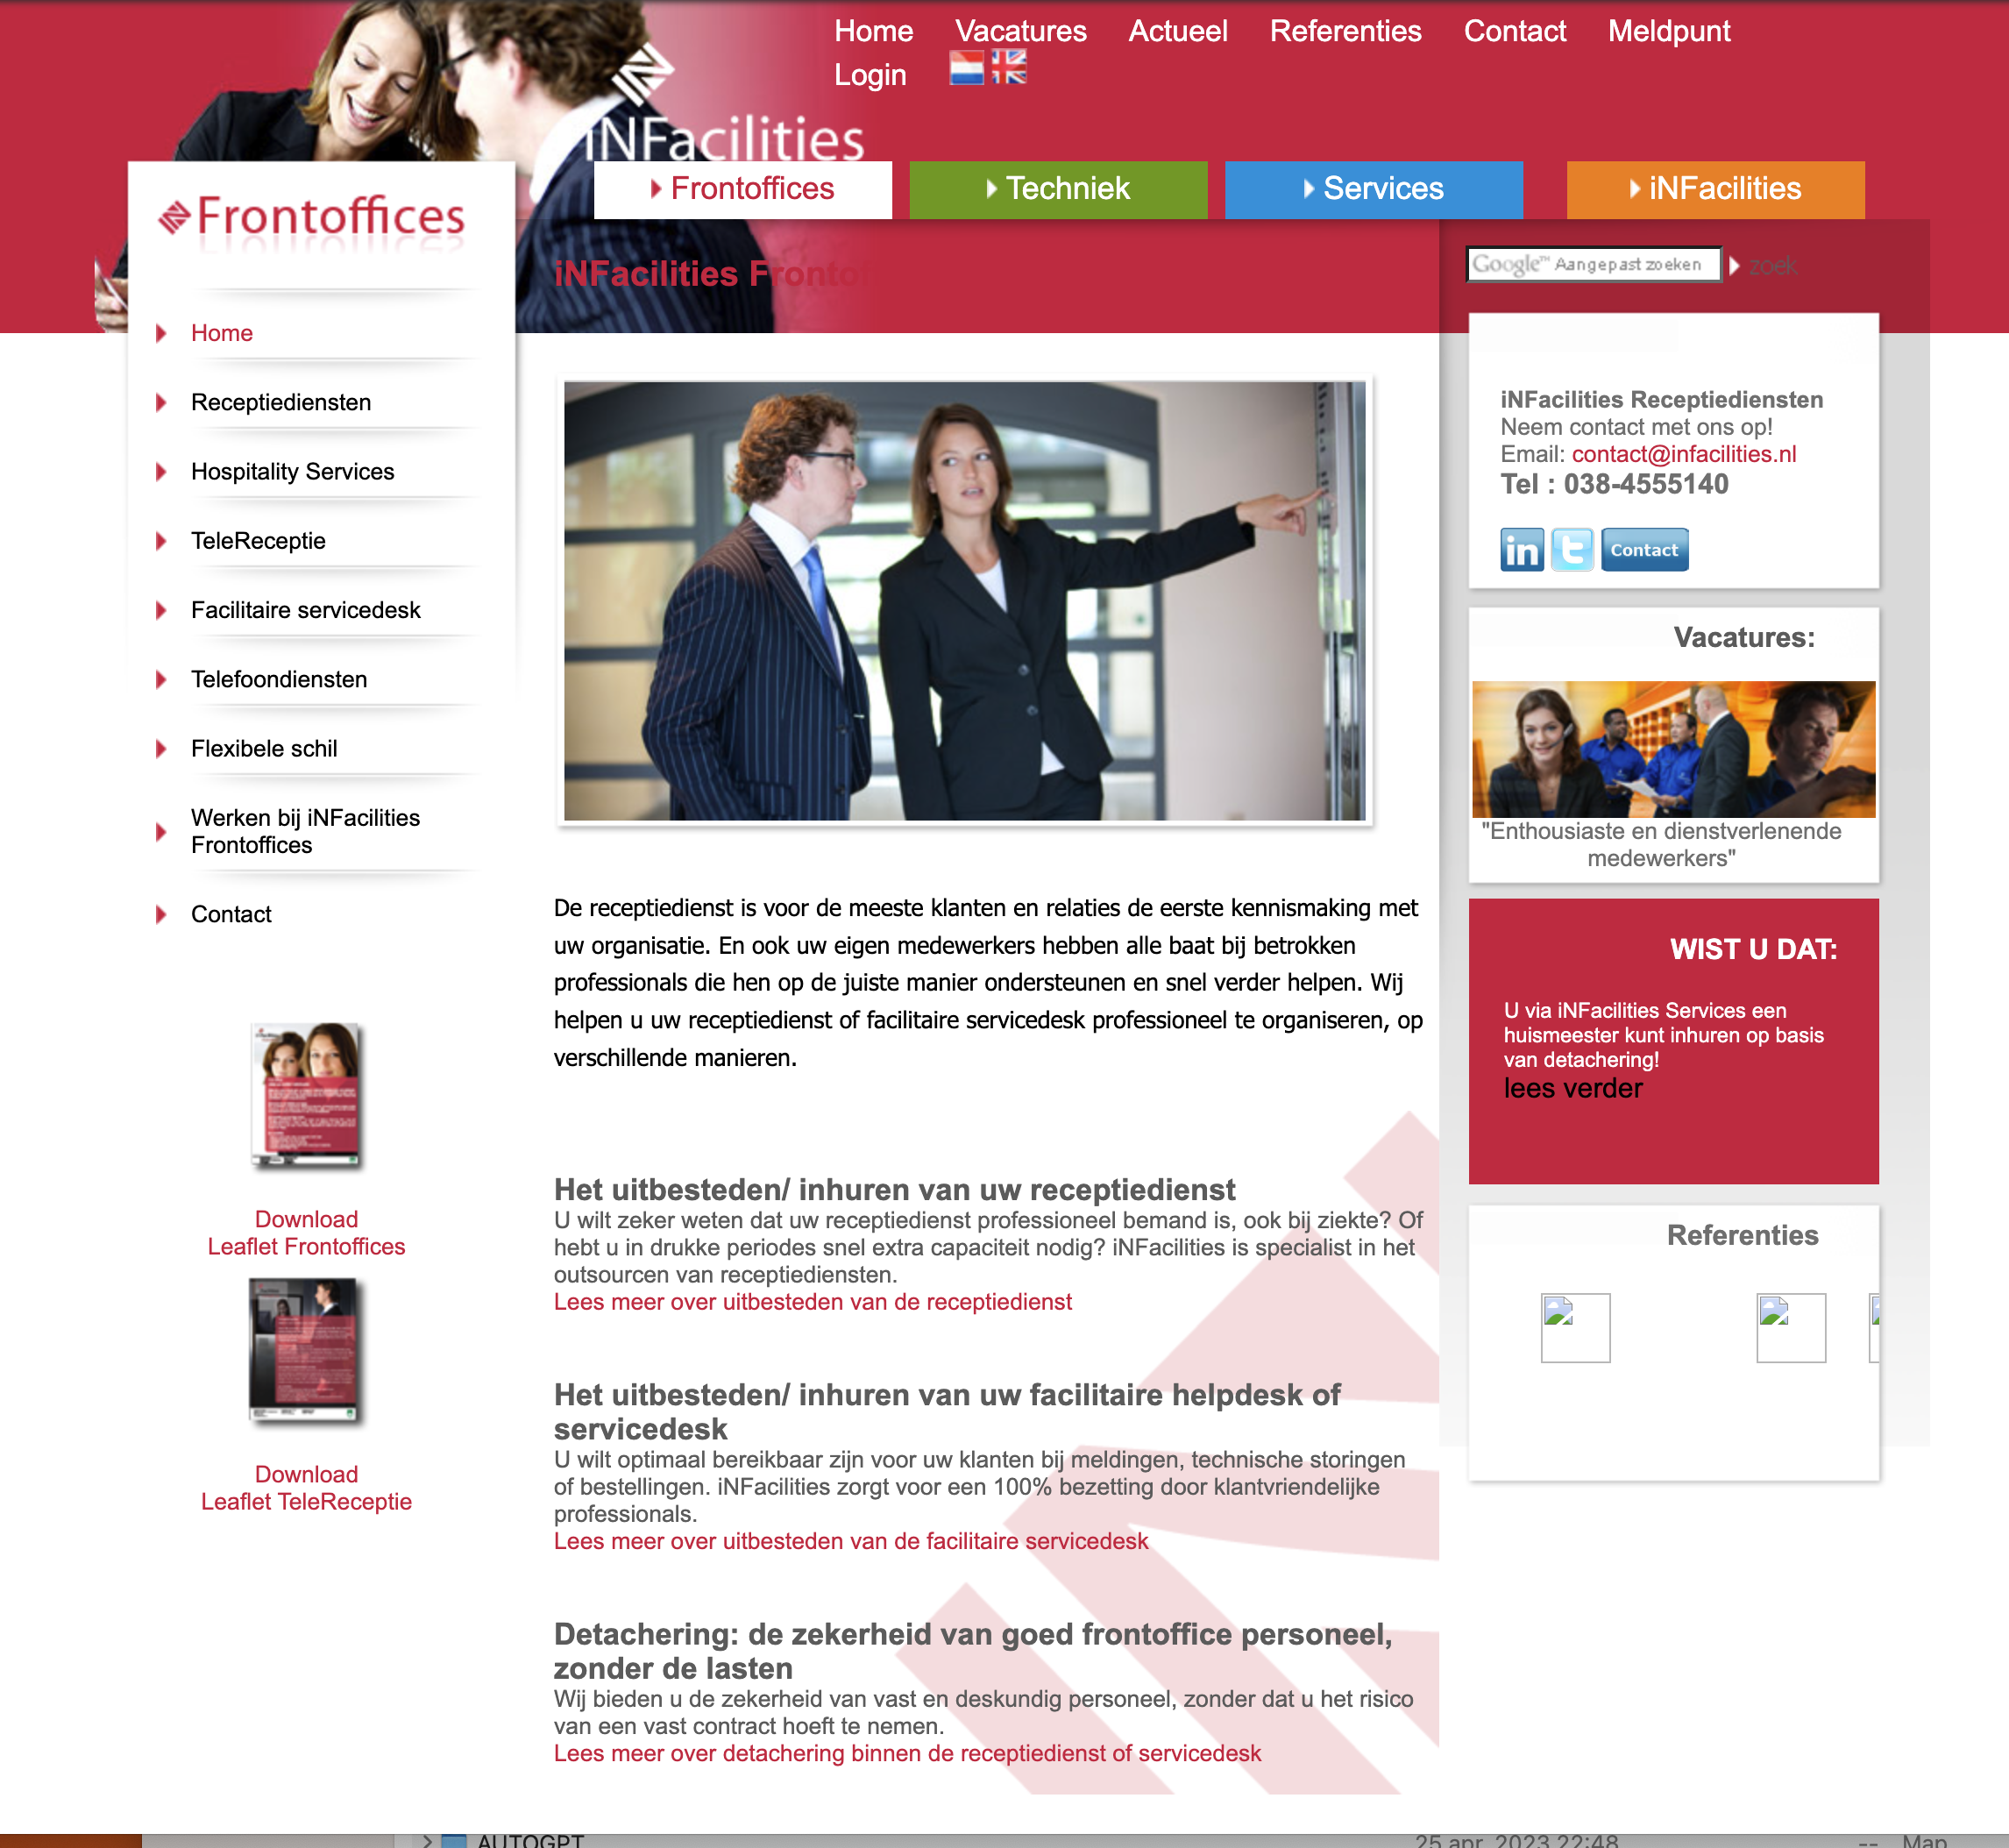 Home Vacatures Actueel Referenties Contact Meldpunt
Login
iNFacilities
Frontoffices
Techniek
Services
iNFacilities
Frontoffices
Home
Receptiediensten
Hospitality Services
TeleReceptie
Facilitaire servicedesk
Telefoondiensten
Flexibele schil
Werken bij iNFacilities
Frontoffices
Contact
Download
Leaflet Frontoffices
Download
Leaflet TeleReceptie
iNFacilities Frontof
De receptiedienst is voor de meeste klanten en relaties de eerste kennismaking met
uw organisatie. En ook uw eigen medewerkers hebben alle baat bij betrokken
professionals die hen op de juiste manier ondersteunen en snel verder helpen. Wij
helpen u uw receptiedienst of facilitaire servicedesk professioneel te organiseren, op
verschillende manieren.
Het uitbesteden/ inhuren van uw receptiedienst
U wilt zeker weten dat uw receptiedienst professioneel bemand is, ook bij ziekte? Of
hebt u in drukke periodes snel extra capaciteit nodig? iNFacilities is specialist in het
outsourcen van receptiediensten.
Lees meer over uitbesteden van de receptiedienst
Het uitbesteden/ inhuren van uw facilitaire helpdesk of
servicedesk
U wilt optimaal bereikbaar zijn voor uw klanten bij meldingen, technische storingen
of bestellingen. iNFacilities zorgt voor een 100% bezetting door klantvriendelijke
professionals.
Lees meer over uitbesteden van de facilitaire servicedesk
Detachering: de zekerheid van goed frontoffice personeel,
zonder de lasten
Wij bieden u de zekerheid van vast en deskundig personeel, zonder dat u het risico
van een vast contract hoeft te nemen.
Lees meer over detachering binnen de receptiedienst of servicedesk
Google™ Aangepast zoeken
zoek
iNFacilities Receptiediensten
Neem contact met ons op!
Email: contact@infacilities.nl
Tel : 038-4555140
in t Contact
Vacatures:
"Enthousiaste en dienstverlenende
medewerkers"
WIST U DAT:
U via iNFacilities Services een
huismeester kunt inhuren op basis
van detachering!
lees verder
Referenties
AUTOGPT 25 apr. 2023 22:48 -- Map